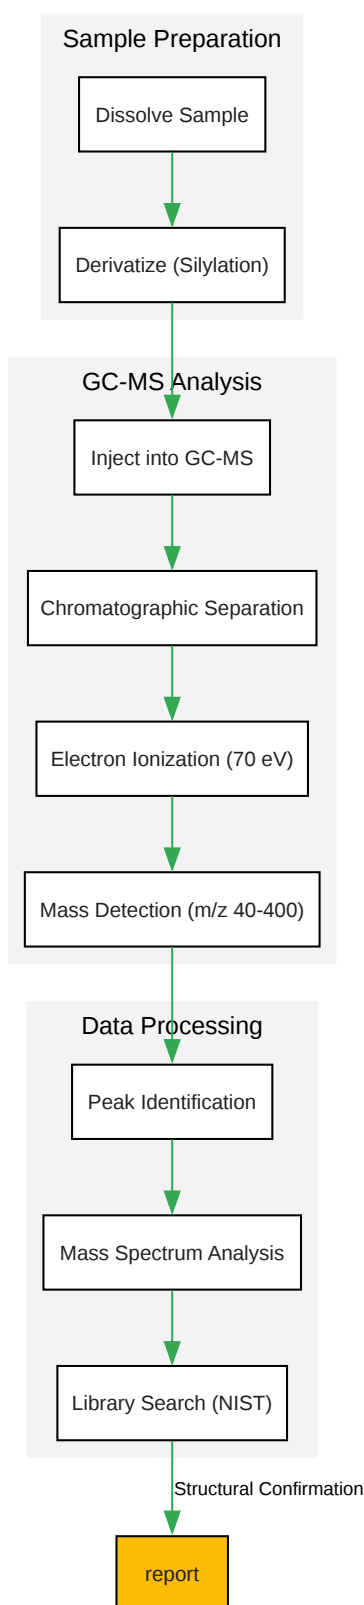 Sample Preparation
Dissolve Sample
Derivatize (Silylation)
GC-MS Analysis
Inject into GC-MS
Chromatographic Separation
Electron Ionization (70 eV)
Mass Detection (m/z 40-400)
Data Processing
Peak Identification
Mass Spectrum Analysis
Library Search (NIST)
Structural Confirmation
report